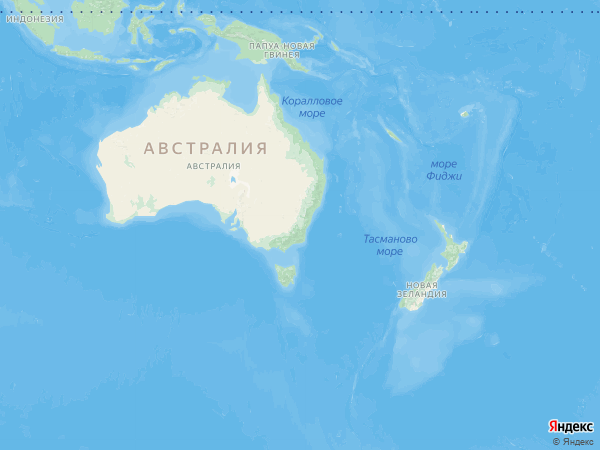 ИНДОНЕЗИЯ
ПАПУА-НОВАЯ
ГВИНЕЯ
Коралловое
море
АВСТРАЛИЯ
АВСТРАЛИЯ
море
Фиджи
Тасманово
море
НОВАЯ
ЗЕЛАНДИЯ
Яндекс
© Яндекс